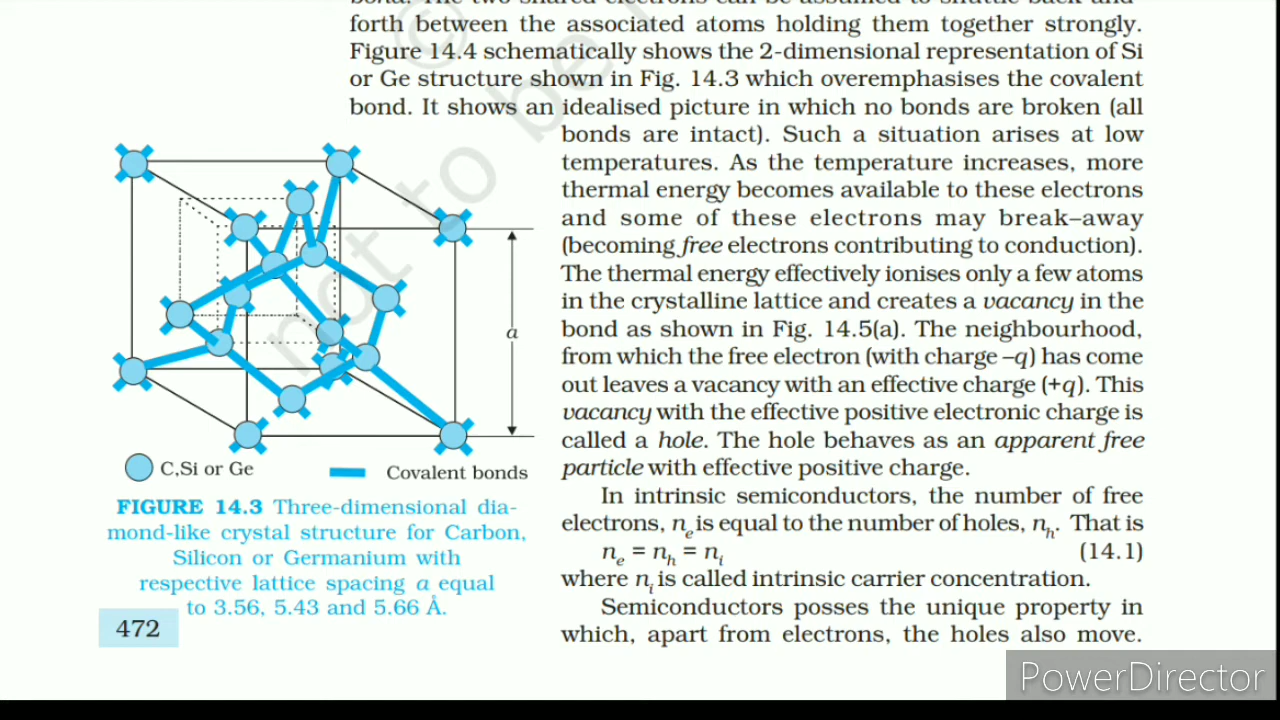 forth between the associated atoms holding them together strongly.
Figure 14.4 schematically shows the 2-dimensional representation of Si
or Ge structure shown in Fig. 14.3 which overemphasises the covalent
bond. It shows an idealised picture in which no bonds are broken (all
bonds are intact). Such a situation arises at low
temperatures. As the temperature increases, more
thermal energy becomes available to these electrons
and some of these electrons may break–away
(becoming free electrons contributing to conduction).
The thermal energy effectively ionises only a few atoms
in the crystalline lattice and creates a vacancy in the
bond as shown in Fig. 14.5(a). The neighbourhood,
from which the free electron (with charge –q) has come
out leaves a vacancy with an effective charge (+q). This
vacancy with the effective positive electronic charge is
called a hole. The hole behaves as an apparent free
particle with effective positive charge.
In intrinsic semiconductors, the number of free
electrons, nₑ is equal to the number of holes, nₕ. That is
nₑ = nₕ = nᵢ (14.1)
where nᵢ is called intrinsic carrier concentration.
Semiconductors posses the unique property in
which, apart from electrons, the holes also move.
a
C,Si or Ge
Covalent bonds
FIGURE 14.3 Three-dimensional dia-
mond-like crystal structure for Carbon,
Silicon or Germanium with
respective lattice spacing a equal
to 3.56, 5.43 and 5.66 Å.
472
© not to be
PowerDirector